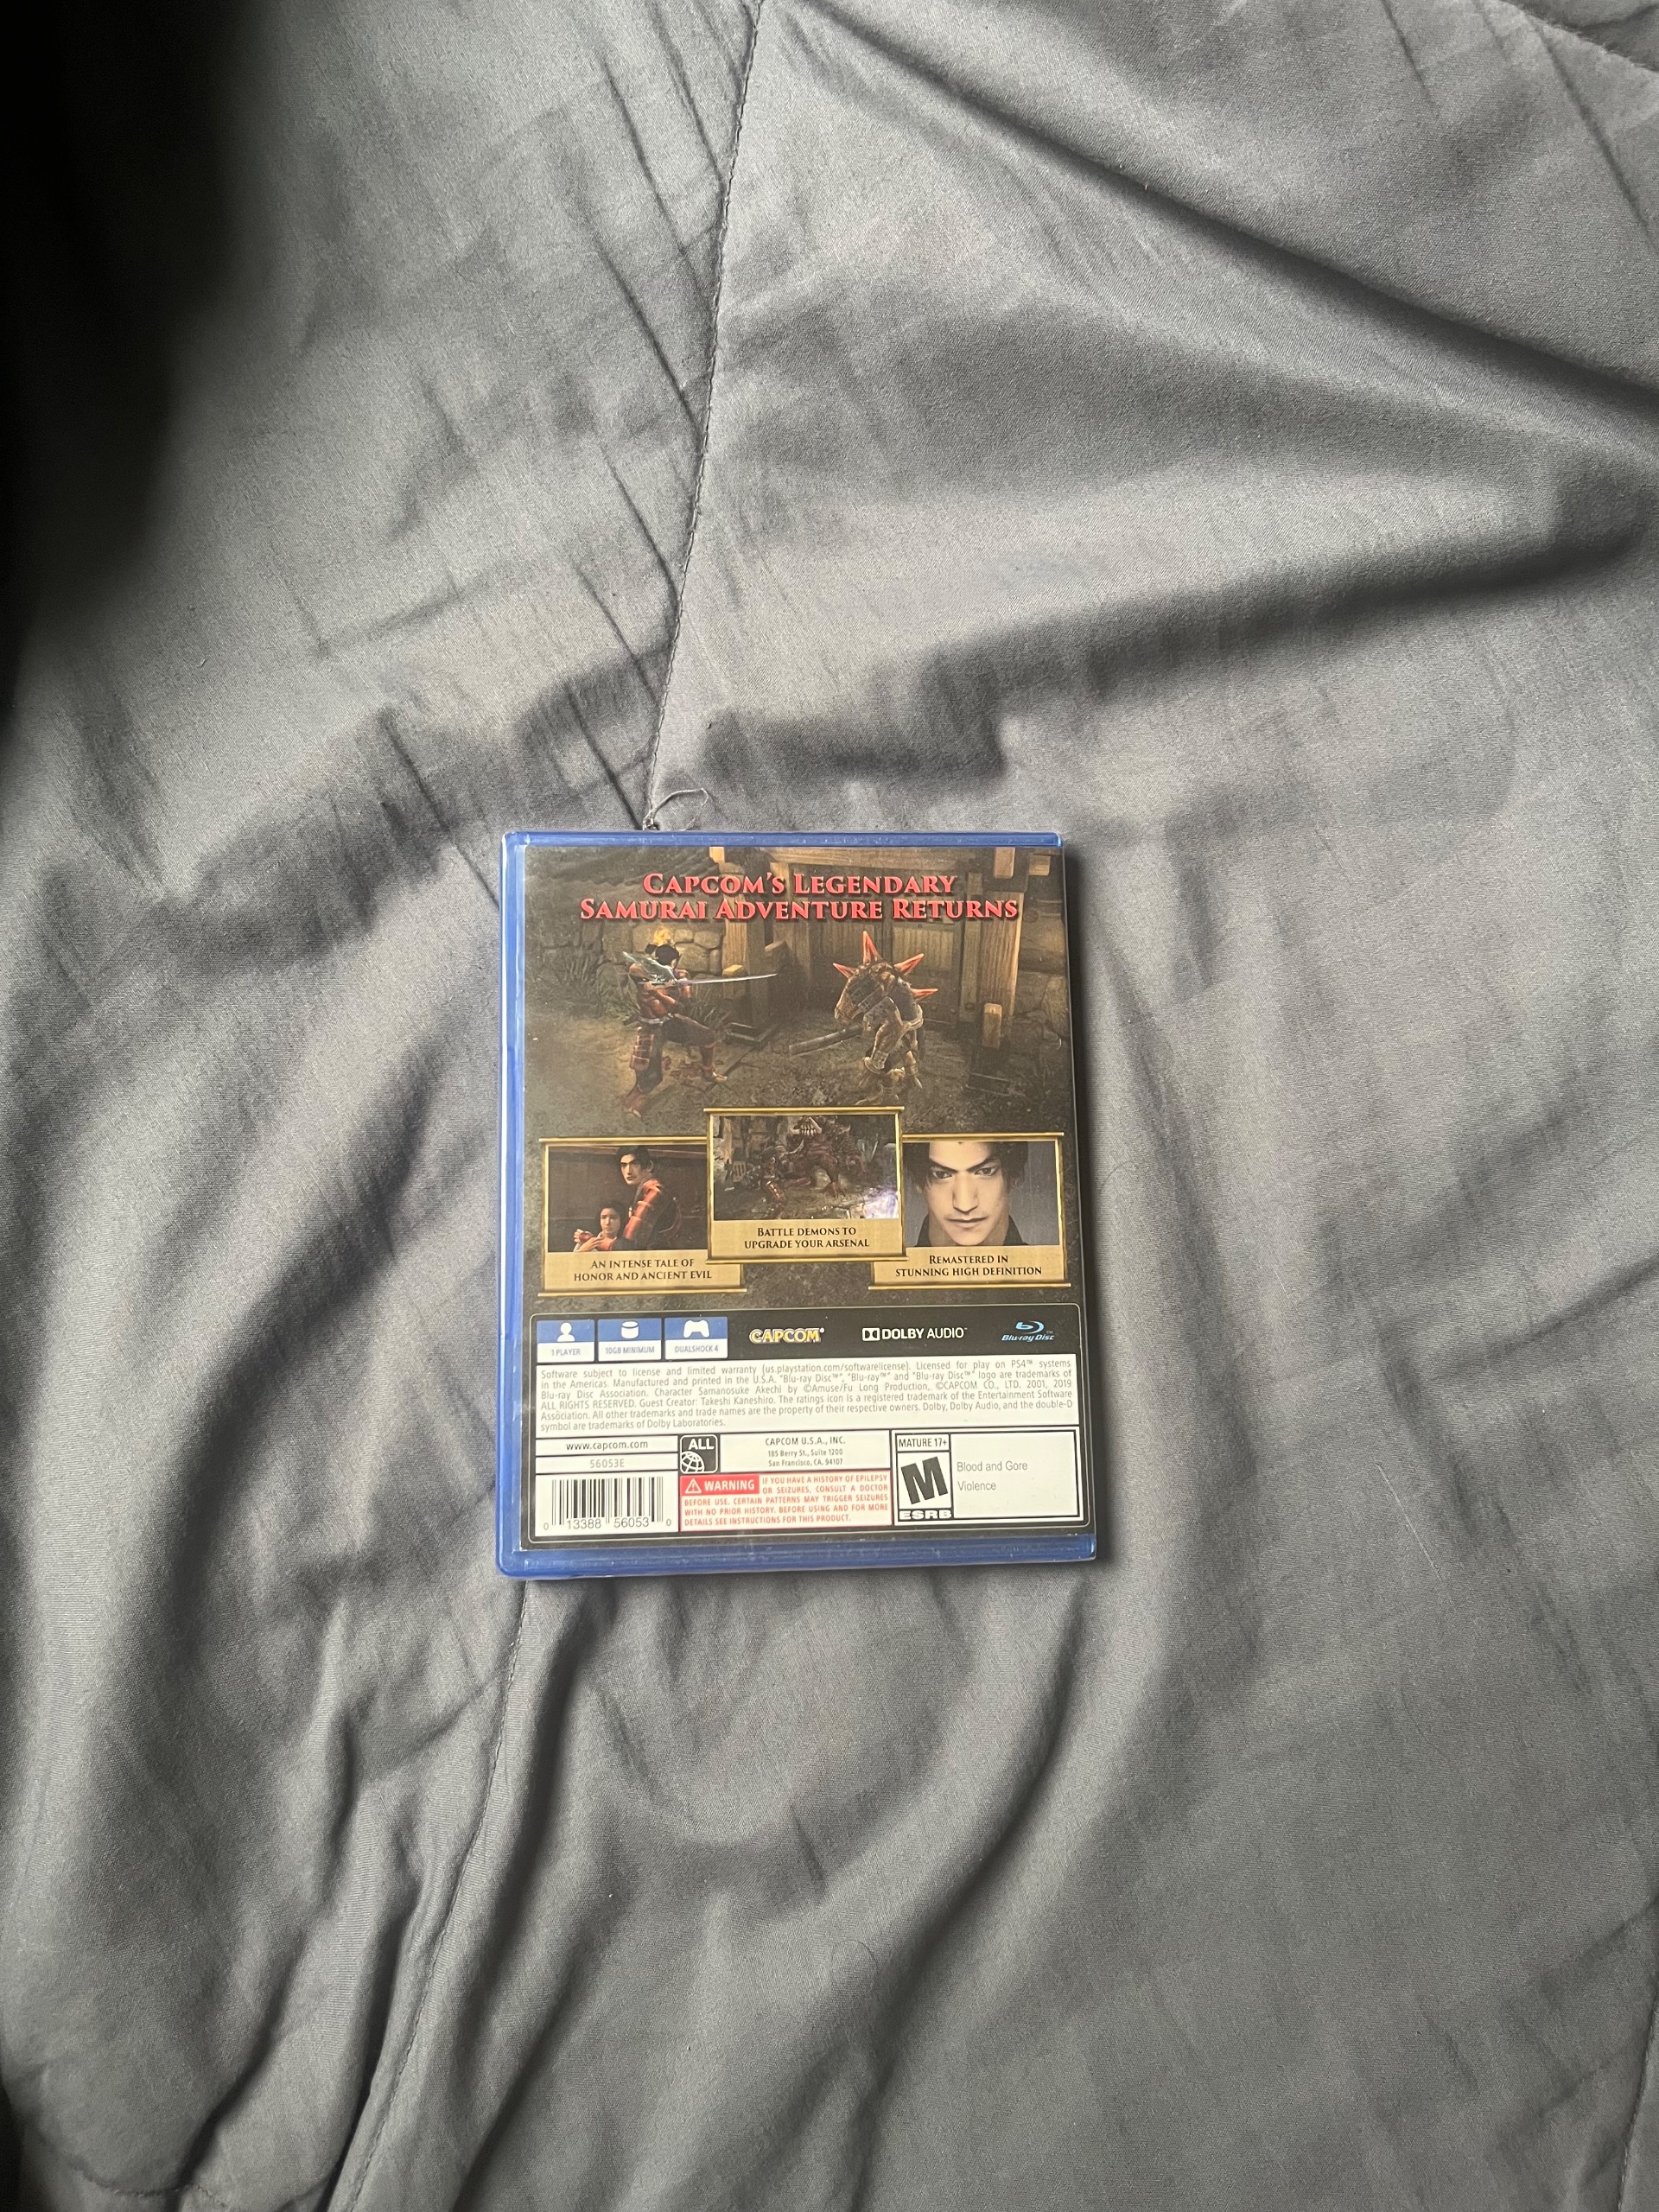 CAPCOM'S LEGENDARY
SAMURAI ADVENTURE RETURNS
AN INTENSE TALE OF
HONOR AND ANCIENT EVIL
BATTLE DEMONS TO
UPGRADE YOUR ARSENAL
REMASTERED IN
STUNNING HIGH DEFINITION
1 PLAYER
10GB MINIMUM
DUALSHOCK 4
CAPCOM®
DOLBY AUDIO™
Blu-ray Disc™
Software subject to license and limited warranty (us.playstation.com/softwarelicense). Licensed for play on PS4™ systems
in the Americas. Manufactured and printed in the U.S.A. "Blu-ray Disc™", "Blu-ray™" and "Blu-ray Disc™" logo are trademarks of
Blu-ray Disc Association. Character Samanosuke Akechi by ©Amuse/Fu Long Production, ©CAPCOM CO., LTD. 2001, 2019
ALL RIGHTS RESERVED. Guest Creator: Takeshi Kaneshiro. The ratings icon is a registered trademark of the Entertainment Software
Association. All other trademarks and trade names are the property of their respective owners. Dolby, Dolby Audio, and the double-D
symbol are trademarks of Dolby Laboratories.
www.capcom.com
56053E
ALL
CAPCOM U.S.A., INC.
185 Berry St., Suite 1200
San Francisco, CA, 94107
WARNING IF YOU HAVE A HISTORY OF EPILEPSY
OR SEIZURES, CONSULT A DOCTOR
BEFORE USE. CERTAIN PATTERNS MAY TRIGGER SEIZURES
WITH NO PRIOR HISTORY. BEFORE USING AND FOR MORE
DETAILS SEE INSTRUCTIONS FOR THIS PRODUCT.
0 13388 56053 0
MATURE 17+
M
ESRB
Blood and Gore
Violence